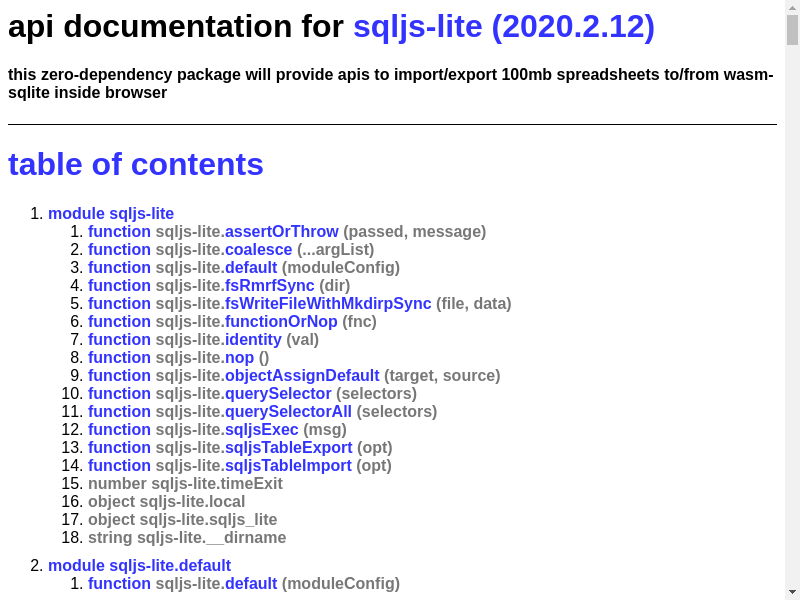 api documentation for sqljs-lite (2020.2.12)
this zero-dependency package will provide apis to import/export 100mb spreadsheets to/from wasm-
sqlite inside browser
table of contents
1. module sqljs-lite
1. function sqljs-lite.assertOrThrow (passed, message)
2. function sqljs-lite.coalesce (...argList)
3. function sqljs-lite.default (moduleConfig)
4. function sqljs-lite.fsRmrfSync (dir)
5. function sqljs-lite.fsWriteFileWithMkdirpSync (file, data)
6. function sqljs-lite.functionOrNop (fnc)
7. function sqljs-lite.identity (val)
8. function sqljs-lite.nop ()
9. function sqljs-lite.objectAssignDefault (target, source)
10. function sqljs-lite.querySelector (selectors)
11. function sqljs-lite.querySelectorAll (selectors)
12. function sqljs-lite.sqljsExec (msg)
13. function sqljs-lite.sqljsTableExport (opt)
14. function sqljs-lite.sqljsTableImport (opt)
15. number sqljs-lite.timeExit
16. object sqljs-lite.local
17. object sqljs-lite.sqljs_lite
18. string sqljs-lite.__dirname
2. module sqljs-lite.default
1. function sqljs-lite.default (moduleConfig)